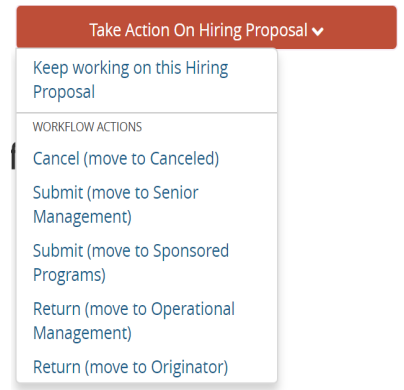 Take Action On Hiring Proposal
Keep working on this Hiring
Proposal
WORKFLOW ACTIONS
Cancel (move to Canceled)
Submit (move to Senior
Management)
Submit (move to Sponsored
Programs)
Return (move to Operational
Management)
Return (move to Originator)